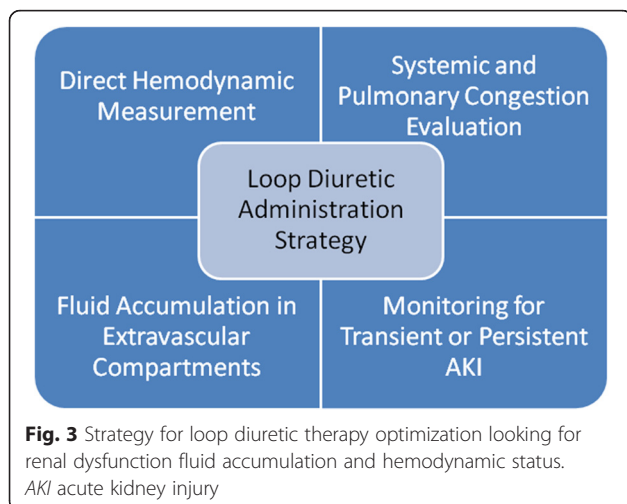 Direct Hemodynamic
Measurement
Systemic and
Pulmonary Congestion
Evaluation
Loop Diuretic
Administration
Strategy
Fluid Accumulation in
Extravascular
Compartments
Monitoring for
Transient or Persistent
AKI
Fig. 3 Strategy for loop diuretic therapy optimization looking for
renal dysfunction fluid accumulation and hemodynamic status.
AKI acute kidney injury